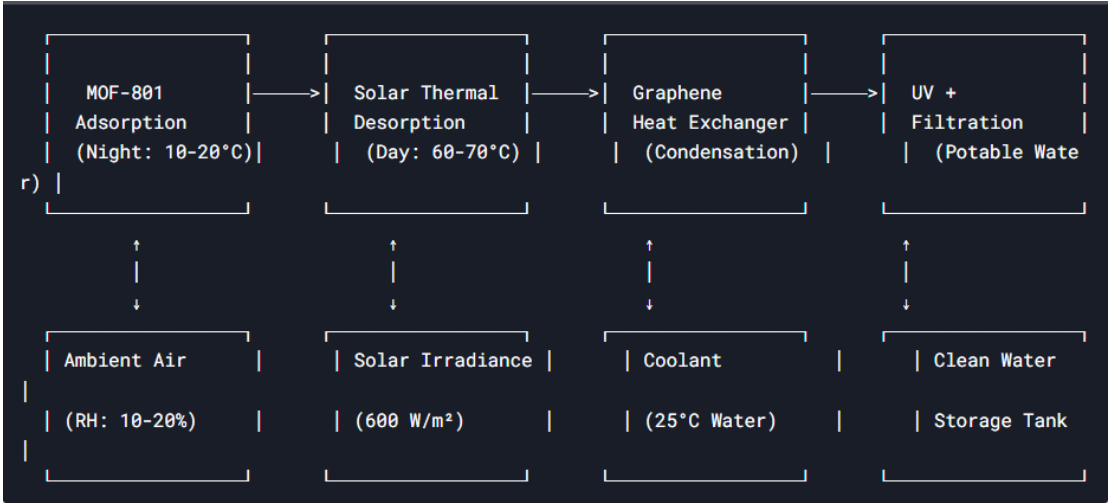 MOF-801 Solar Thermal Graphene UV +
Adsorption Desorption Heat Exchanger Filtration
(Night: 10-20°C) (Day: 60-70°C) (Condensation) (Potable Wate
r)
Ambient Air Solar Irradiance Coolant Clean Water
(RH: 10-20%) (600 W/m²) (25°C Water) Storage Tank